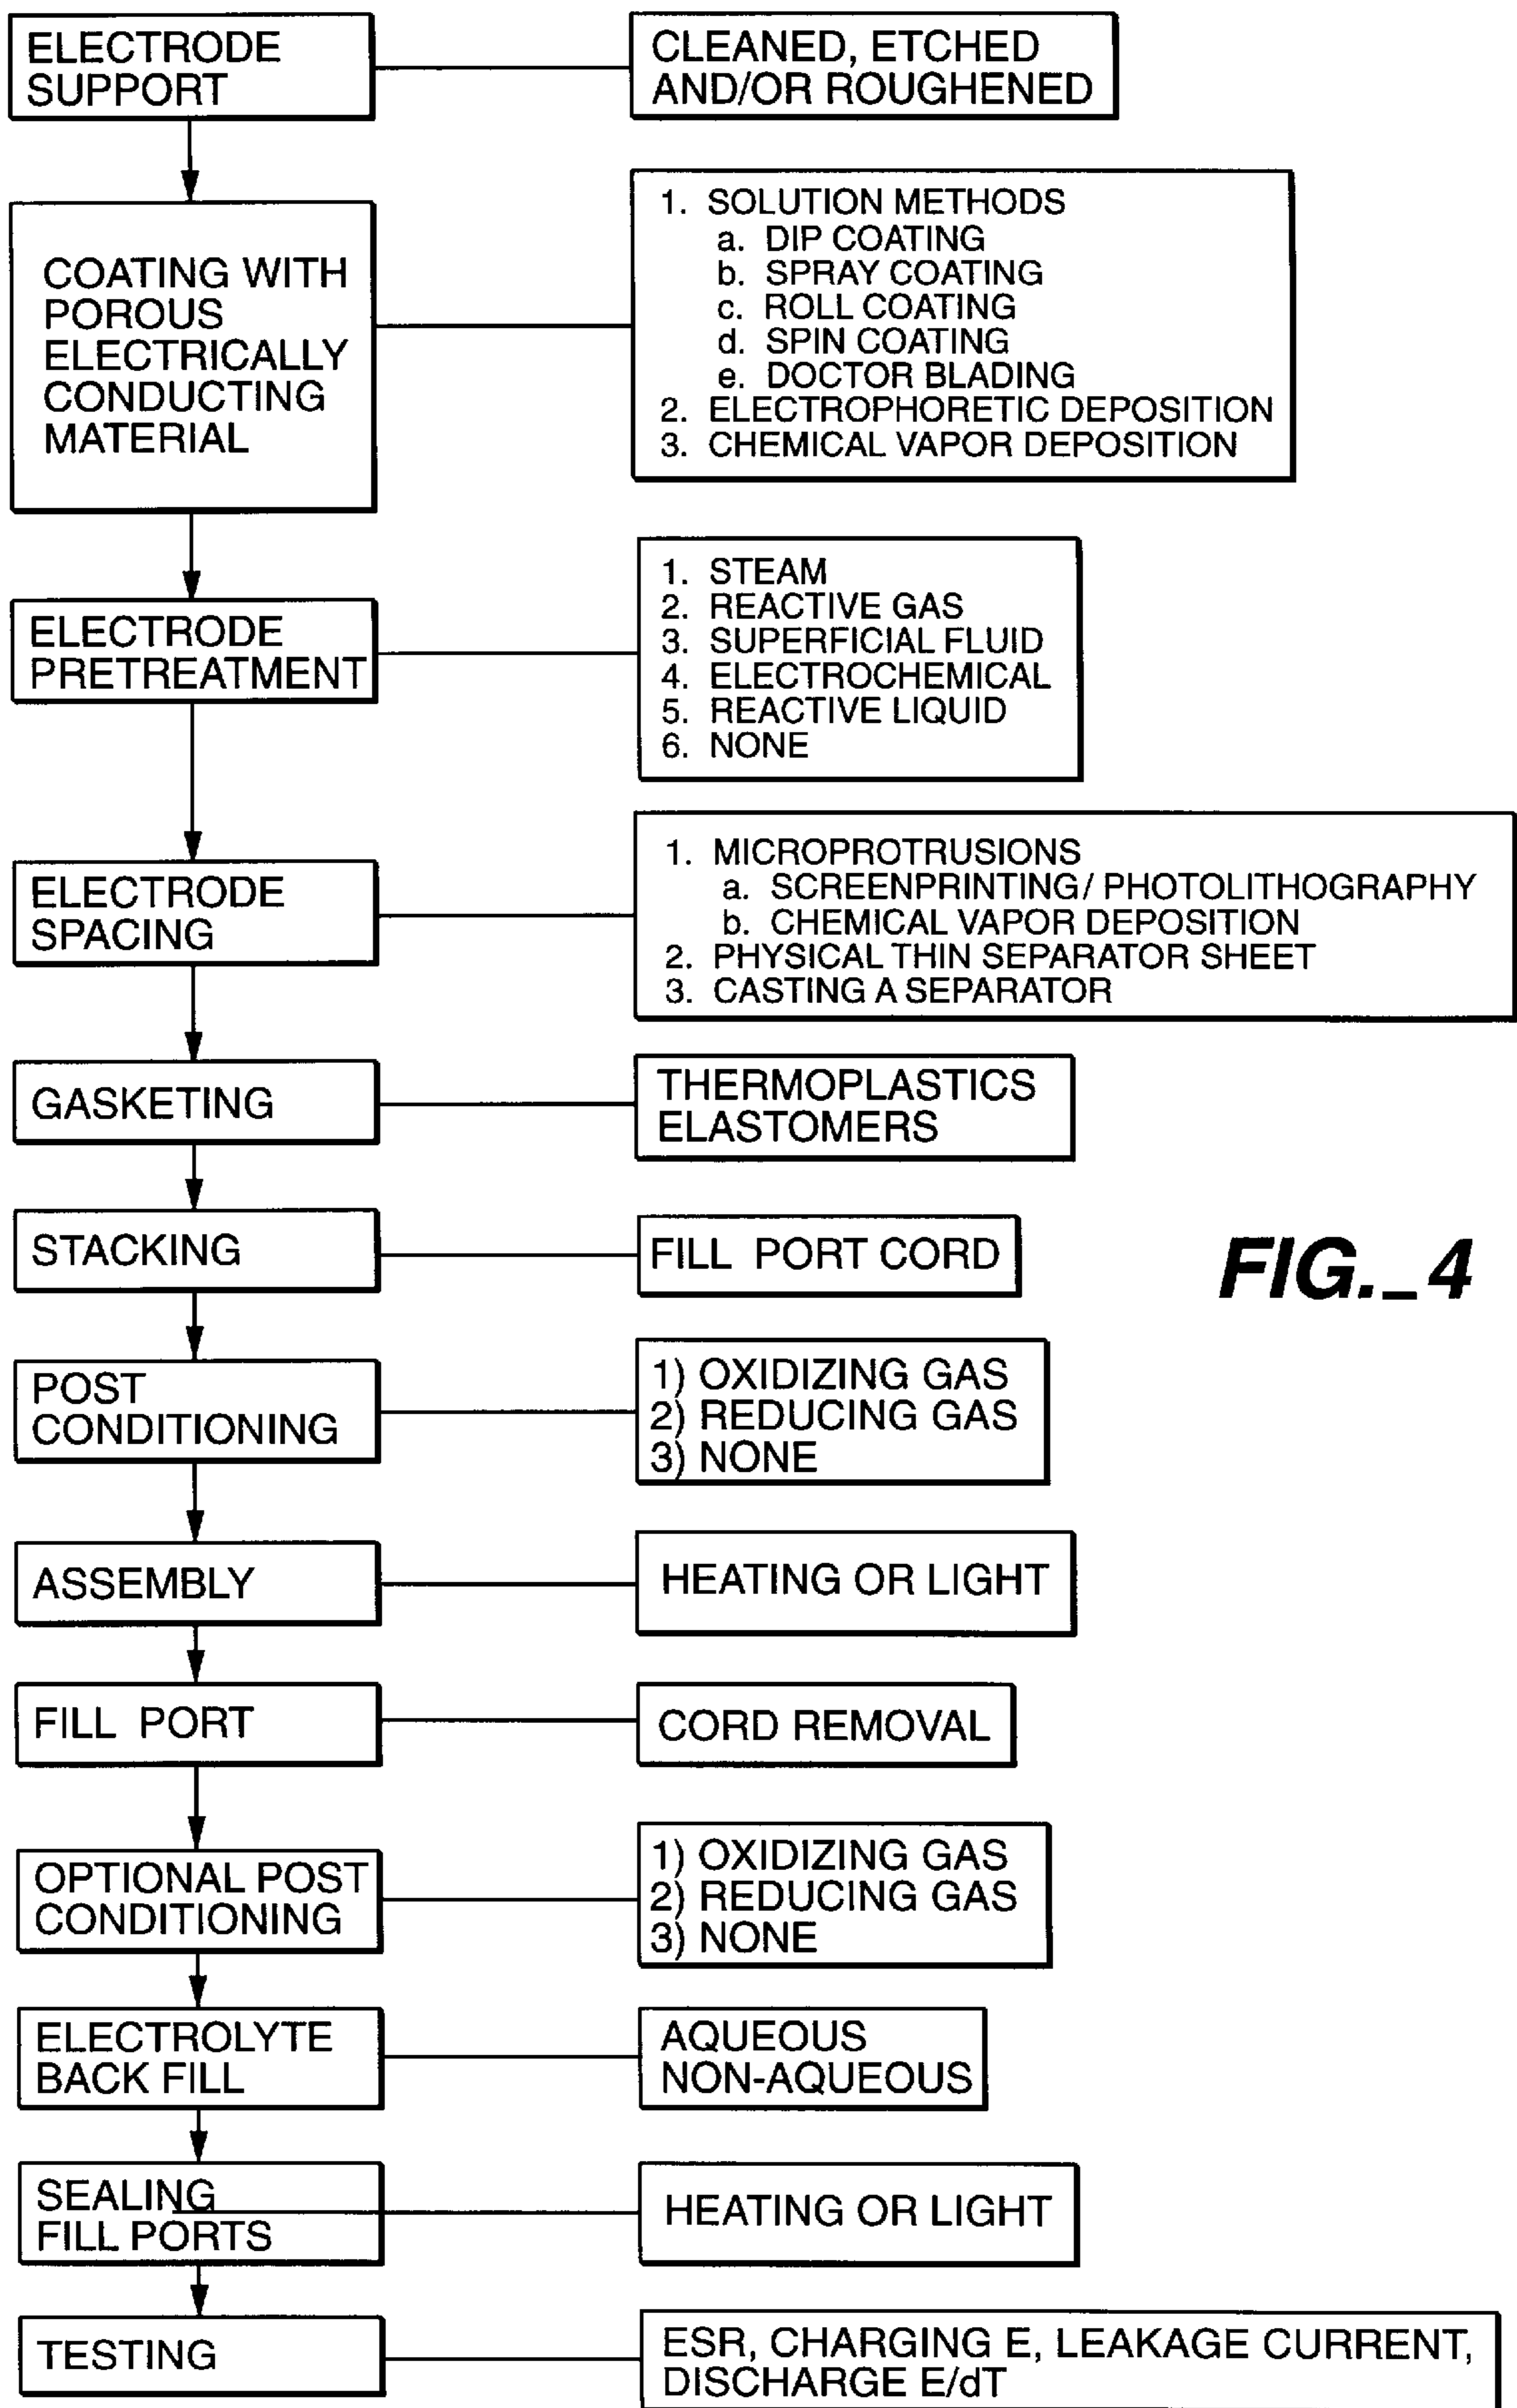 ELECTRODE
SUPPORT
CLEANED, ETCHED
AND/OR ROUGHENED
COATING WITH
POROUS
ELECTRICALLY
CONDUCTING
MATERIAL
1. SOLUTION METHODS
a. DIP COATING
b. SPRAY COATING
c. ROLL COATING
d. SPIN COATING
e. DOCTOR BLADING
2. ELECTROPHORETIC DEPOSITION
3. CHEMICAL VAPOR DEPOSITION
ELECTRODE
PRETREATMENT
1. STEAM
2. REACTIVE GAS
3. SUPERFICIAL FLUID
4. ELECTROCHEMICAL
5. REACTIVE LIQUID
6. NONE
ELECTRODE
SPACING
1. MICROPROTRUSIONS
a. SCREENPRINTING/ PHOTOLITHOGRAPHY
b. CHEMICAL VAPOR DEPOSITION
2. PHYSICAL THIN SEPARATOR SHEET
3. CASTING A SEPARATOR
GASKETING
THERMOPLASTICS
ELASTOMERS
STACKING
FILL PORT CORD
FIG._4
POST
CONDITIONING
1) OXIDIZING GAS
2) REDUCING GAS
3) NONE
ASSEMBLY
HEATING OR LIGHT
FILL PORT
CORD REMOVAL
OPTIONAL POST
CONDITIONING
1) OXIDIZING GAS
2) REDUCING GAS
3) NONE
ELECTROLYTE
BACK FILL
AQUEOUS
NON-AQUEOUS
SEALING
FILL PORTS
HEATING OR LIGHT
TESTING
ESR, CHARGING E, LEAKAGE CURRENT,
DISCHARGE E/dT